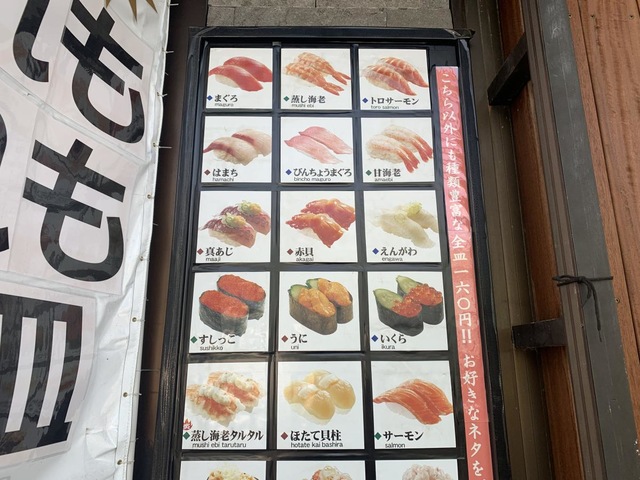 まぐろ
maguro
蒸し海老
mushi ebi
トロサーモン
toro salmon
はまち
hamachi
びんちょうまぐろ
bincho maguro
甘海老
amaebi
真あじ
maaji
赤貝
akagai
えんがわ
engawa
すしっこ
sushikko
うに
uni
いくら
ikura
蒸し海老タルタル
mushi ebi tarutaru
ほたて貝柱
hotate kai bashira
サーモン
salmon
こちら以外にも種類豊富な全皿一六〇円!! お好きなネタを